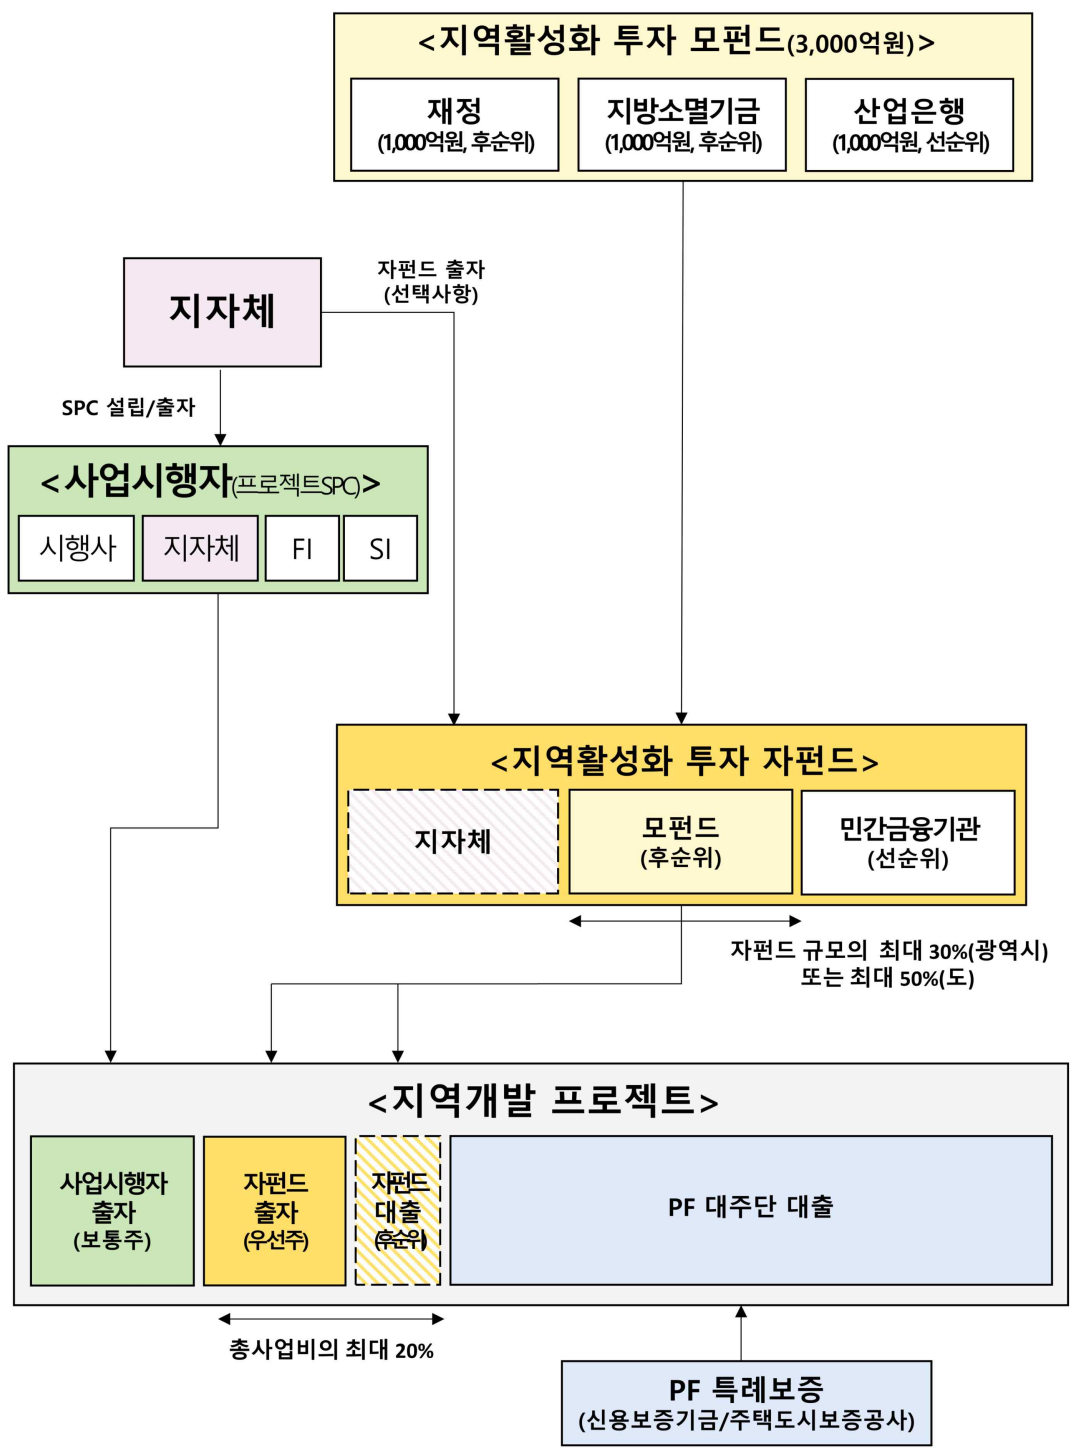 <지역활성화 투자 모펀드(3,000억원)>
재정
(1,000억원, 후순위)
지방소멸기금
(1,000억원, 후순위)
산업은행
(1,000억원, 선순위)
지자체
자펀드 출자
(선택사항)
SPC 설립/출자
<사업시행자(프로젝트SPC)>
시행사
지자체
FI
SI
<지역활성화 투자 자펀드>
지자체
모펀드
(후순위)
민간금융기관
(선순위)
자펀드 규모의 최대 30%(광역시)
또는 최대 50%(도)
<지역개발 프로젝트>
사업시행자
출자
(보통주)
자펀드
출자
(우선주)
자펀드
대출
(후순위)
PF 대주단 대출
총사업비의 최대 20%
PF 특례보증
(신용보증기금/주택도시보증공사)